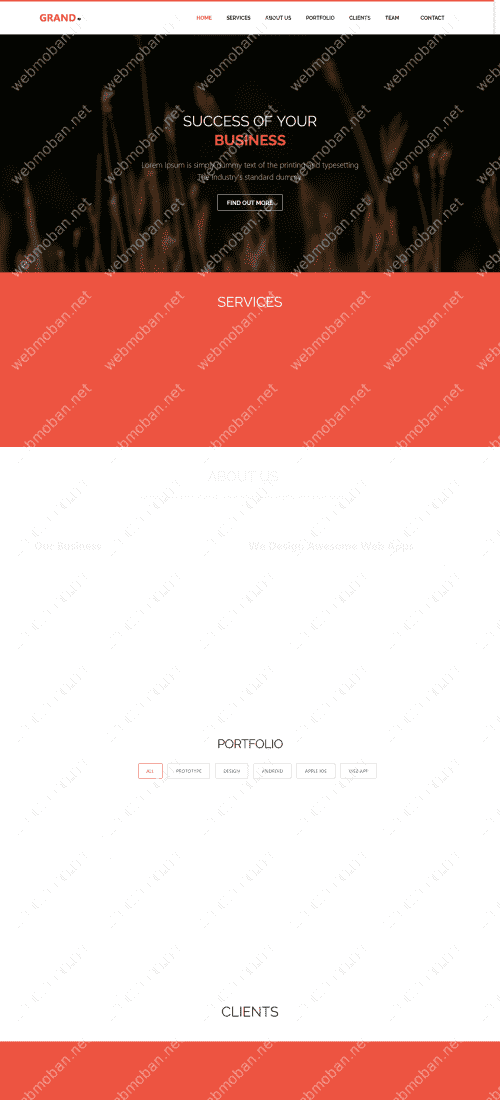 GRAND
HOME SERVICES ABOUT US PORTFOLIO CLIENTS TEAM CONTACT
SUCCESS OF YOUR
BUSINESS
Lorem Ipsum is simply dummy text of the printing and typesetting
The Industry's standard dummy
FIND OUT MORE
SERVICES
ABOUT US
Our Business
We Design Awesome Web Apps
PORTFOLIO
ALL PROTOTYPE DESIGN ANDROID APPLE IOS WEB APP
CLIENTS
webmoban.net